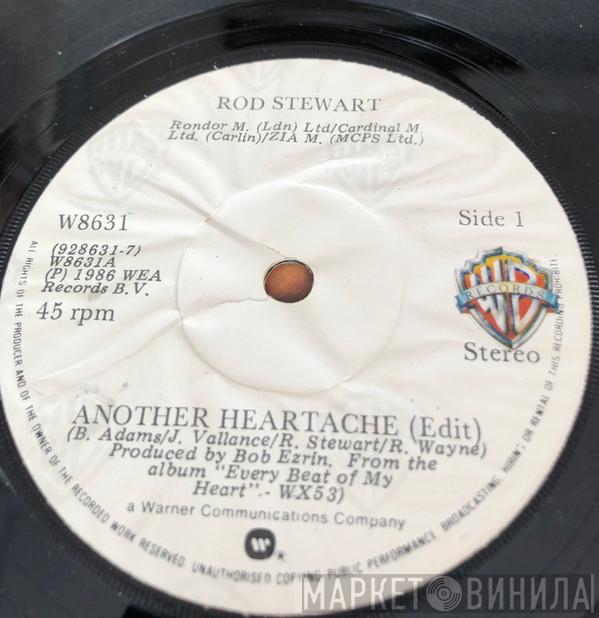 ROD STEWART
Rondor M. (Ldn) Ltd/Cardinal M.
Ltd. (Carlin)/ZIA M. (MCPS Ltd.)
W8631
Side 1
(928631-7)
W8631A
(P) 1986 WEA
Records B.V.
45 rpm
WB
RECORDS
Stereo
ANOTHER HEARTACHE (Edit)
(B. Adams/J. Vallance/R. Stewart/R. Wayne)
Produced by Bob Ezrin. From the
album "Every Beat of My
Heart".- WX53)
a Warner Communications Company
ALL RIGHTS OF THE PRODUCER AND OF THE OWNER OF THE RECORDED WORK RESERVED. UNAUTHORISED COPYING, PUBLIC PERFORMANCE, BROADCASTING, HIRING OR RENTAL OF THIS RECORDING PROHIBITED
МАРКЕТ ВИНИЛА